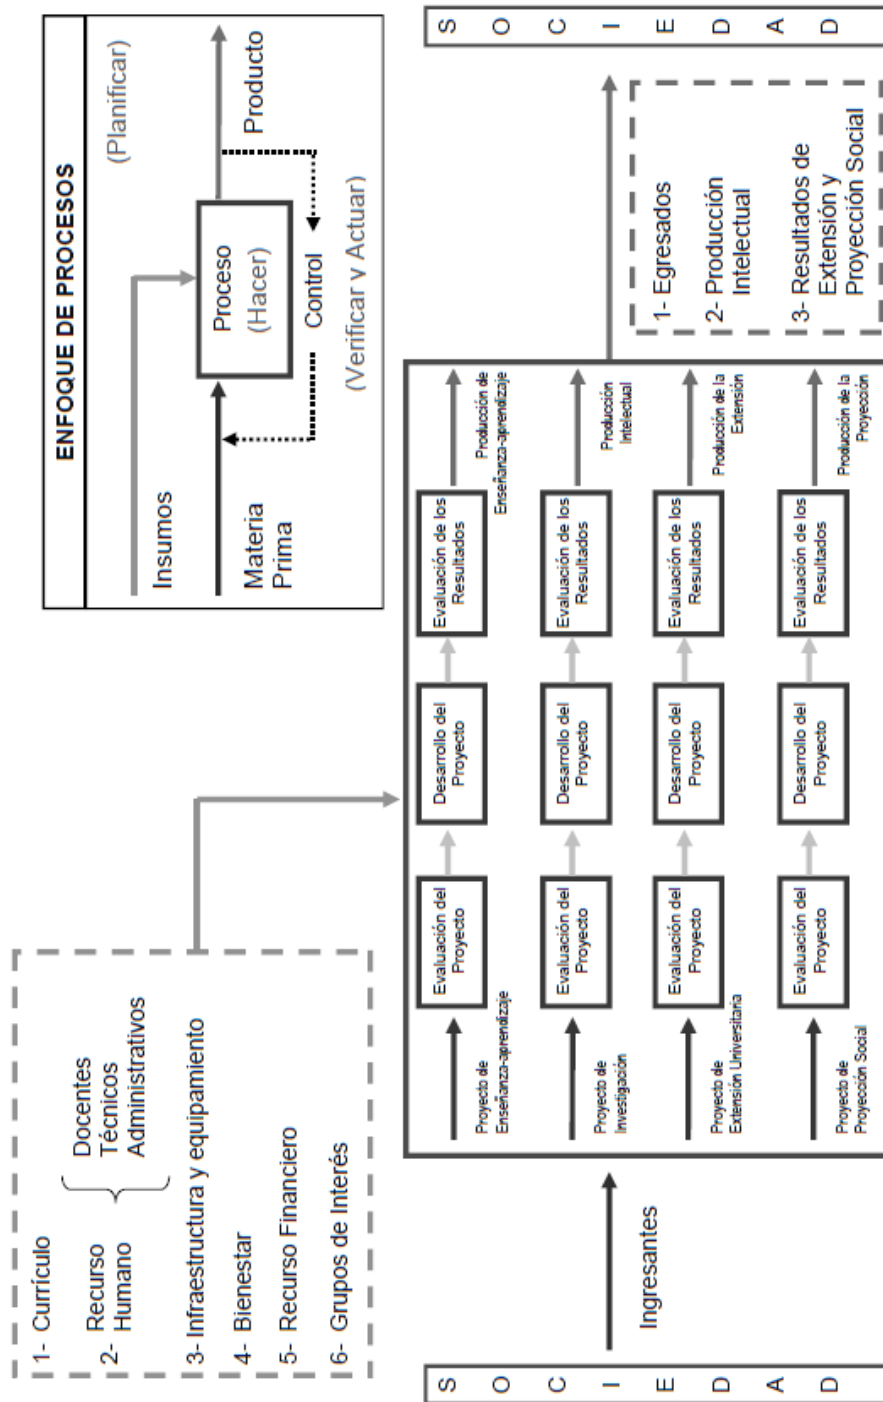 ENFOQUE DE PROCESOS
(Planificar)
Insumos
Materia
Prima
Proceso
(Hacer)
Producto
Control
(Verificar y Actuar)
1- Currículo
2- Recurso
Humano
Docentes
Técnicos
Administrativos
3- Infraestructura y equipamiento
4- Bienestar
5- Recurso Financiero
6- Grupos de Interés
S
O
C
I
E
D
A
D
Ingresantes
Proyecto de
Enseñanza-aprendizaje
Evaluación del
Proyecto
Desarrollo del
Proyecto
Evaluación de los
Resultados
Producción de
Enseñanza-aprendizaje
Proyecto de
Investigación
Evaluación del
Proyecto
Desarrollo del
Proyecto
Evaluación de los
Resultados
Producción
Intelectual
Proyecto de
Extensión Universitaria
Evaluación del
Proyecto
Desarrollo del
Proyecto
Evaluación de los
Resultados
Producción de la
Extensión
Proyecto de
Proyección Social
Evaluación del
Proyecto
Desarrollo del
Proyecto
Evaluación de los
Resultados
Producción de la
Proyección
1- Egresados
2- Producción
Intelectual
3- Resultados de
Extensión y
Proyección Social
S
O
C
I
E
D
A
D